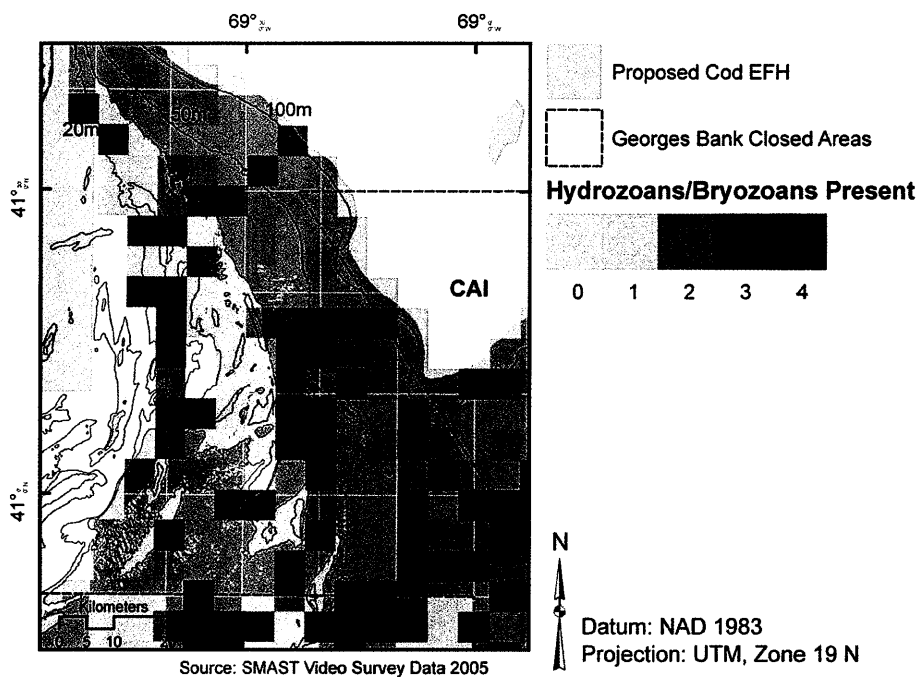 69° 69°
Proposed Cod EFH
Georges Bank Closed Areas
Hydrozoans/Bryozoans Present
0 1 2 3 4
20m 50m 100m
41°
CAI
41°
Kilometers
0 5 10
N
Datum: NAD 1983
Projection: UTM, Zone 19 N
Source: SMAST Video Survey Data 2005